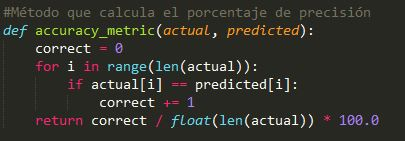 #Método que calcula el porcentaje de precisión
def accuracy_metric(actual, predicted):
    correct = 0
    for i in range(len(actual)):
        if actual[i] == predicted[i]:
            correct += 1
    return correct / float(len(actual)) * 100.0